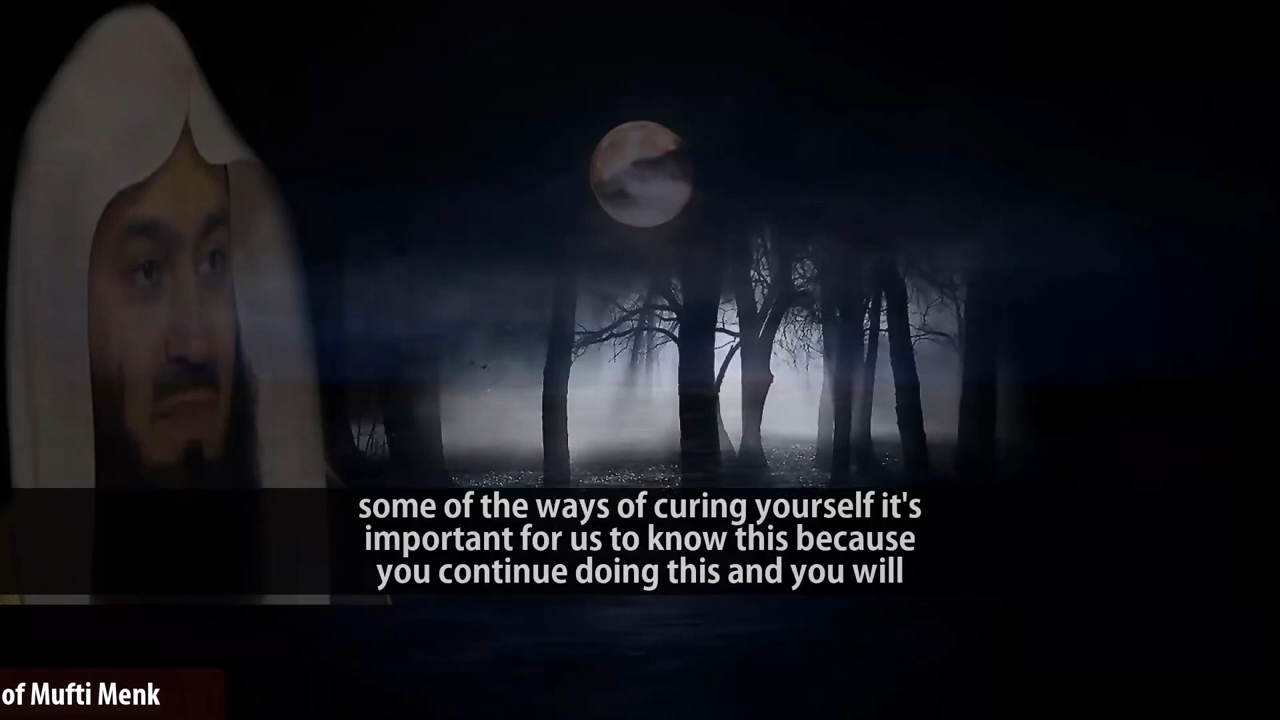 some of the ways of curing yourself it's
important for us to know this because
you continue doing this and you will
of Mufti Menk